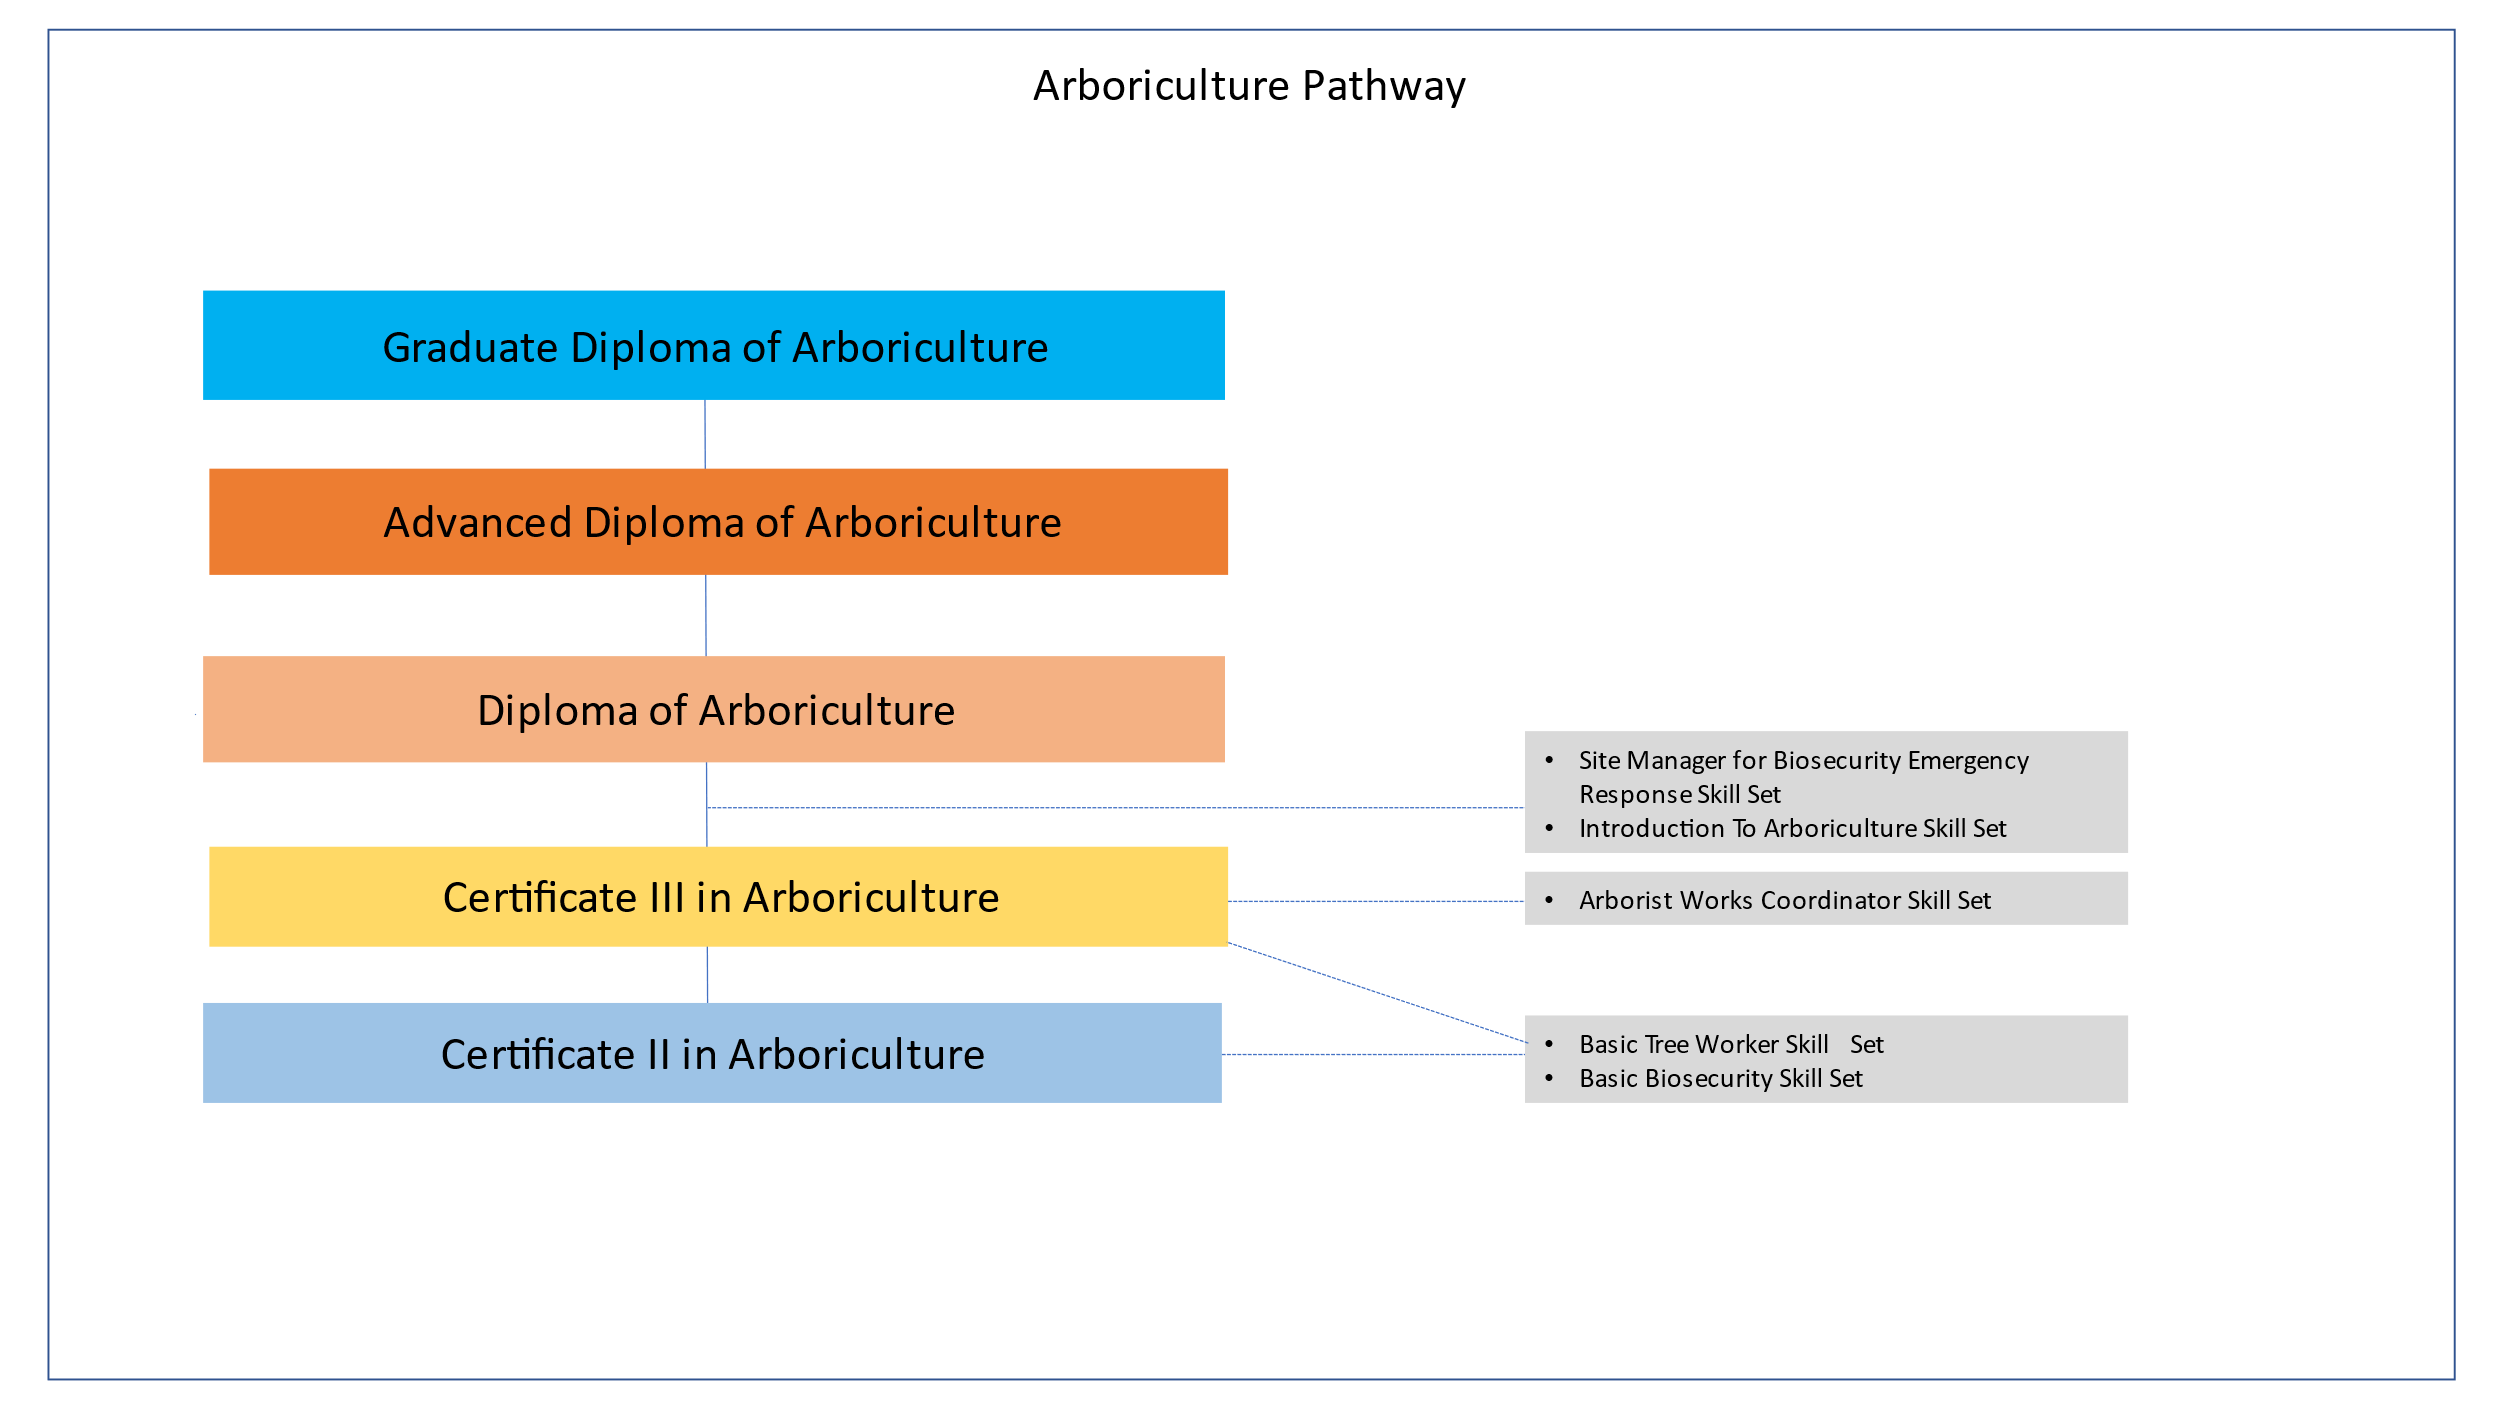 Arboriculture Pathway
Graduate Diploma of Arboriculture
Advanced Diploma of Arboriculture
Diploma of Arboriculture
• Site Manager for Biosecurity Emergency
Response Skill Set
• Introduction To Arboriculture Skill Set
Certificate III in Arboriculture
• Arborist Works Coordinator Skill Set
Certificate II in Arboriculture
• Basic Tree Worker Skill Set
• Basic Biosecurity Skill Set